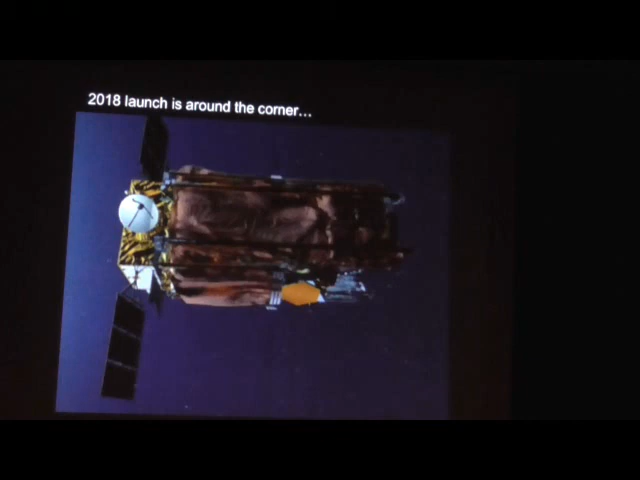 2018 launch is around the corner…